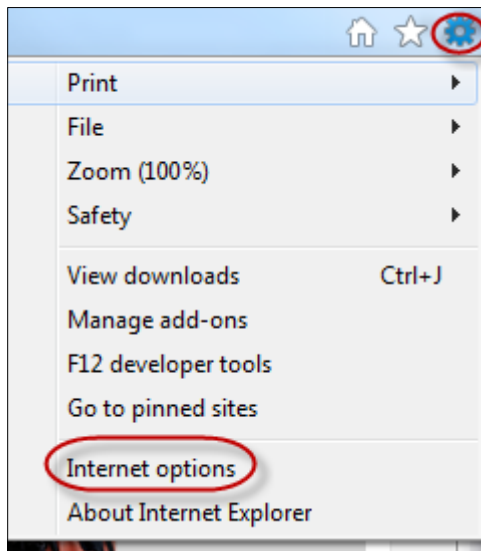 Print
File
Zoom (100%)
Safety
View downloads Ctrl+J
Manage add-ons
F12 developer tools
Go to pinned sites
Internet options
About Internet Explorer